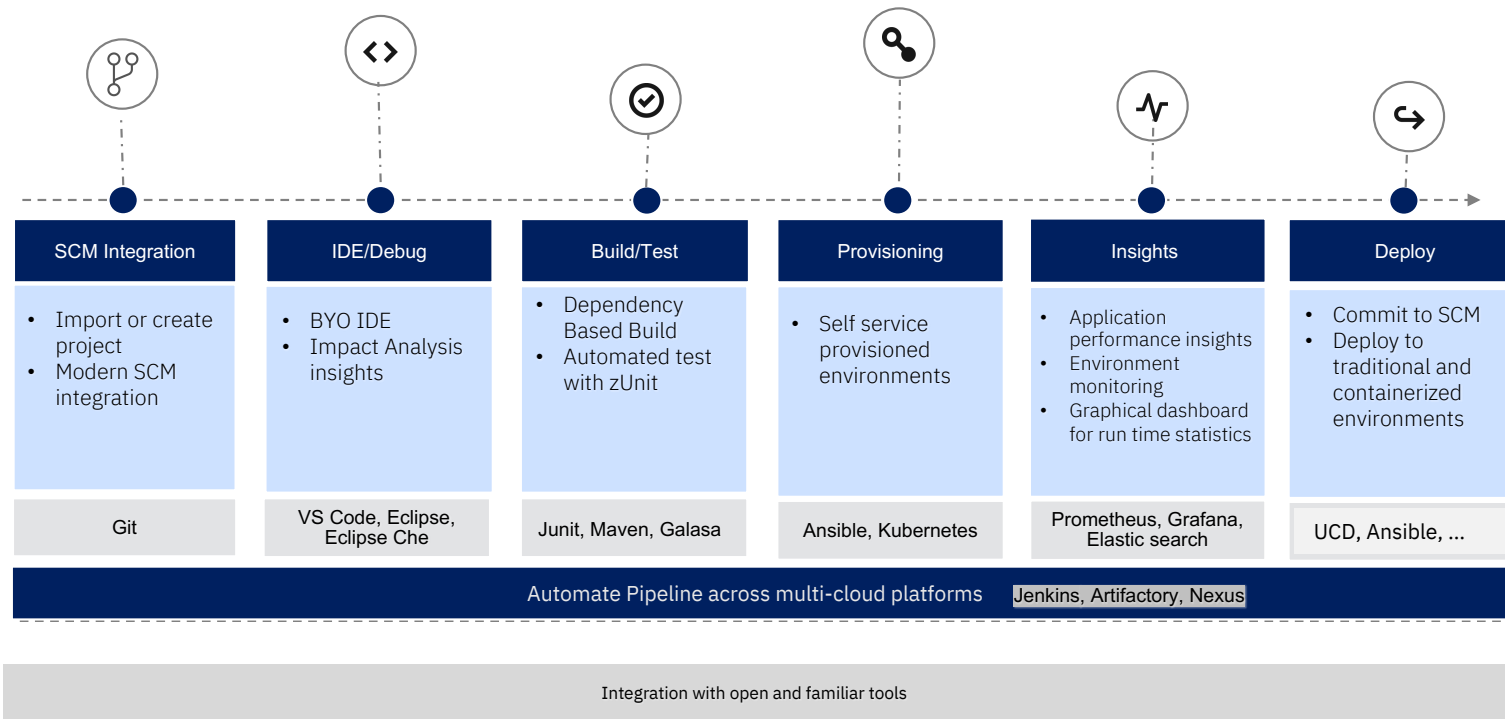 SCM Integration
• Import or create
project
• Modern SCM
integration
Git
IDE/Debug
• BYO IDE
• Impact Analysis
insights
VS Code, Eclipse,
Eclipse Che
Build/Test
• Dependency
Based Build
• Automated test
with zUnit
Junit, Maven, Galasa
Provisioning
• Self service
provisioned
environments
Ansible, Kubernetes
Insights
• Application
performance insights
• Environment
monitoring
• Graphical dashboard
for run time statistics
Prometheus, Grafana,
Elastic search
Deploy
• Commit to SCM
• Deploy to
traditional and
containerized
environments
UCD, Ansible, ...
Automate Pipeline across multi-cloud platforms Jenkins, Artifactory, Nexus
Integration with open and familiar tools